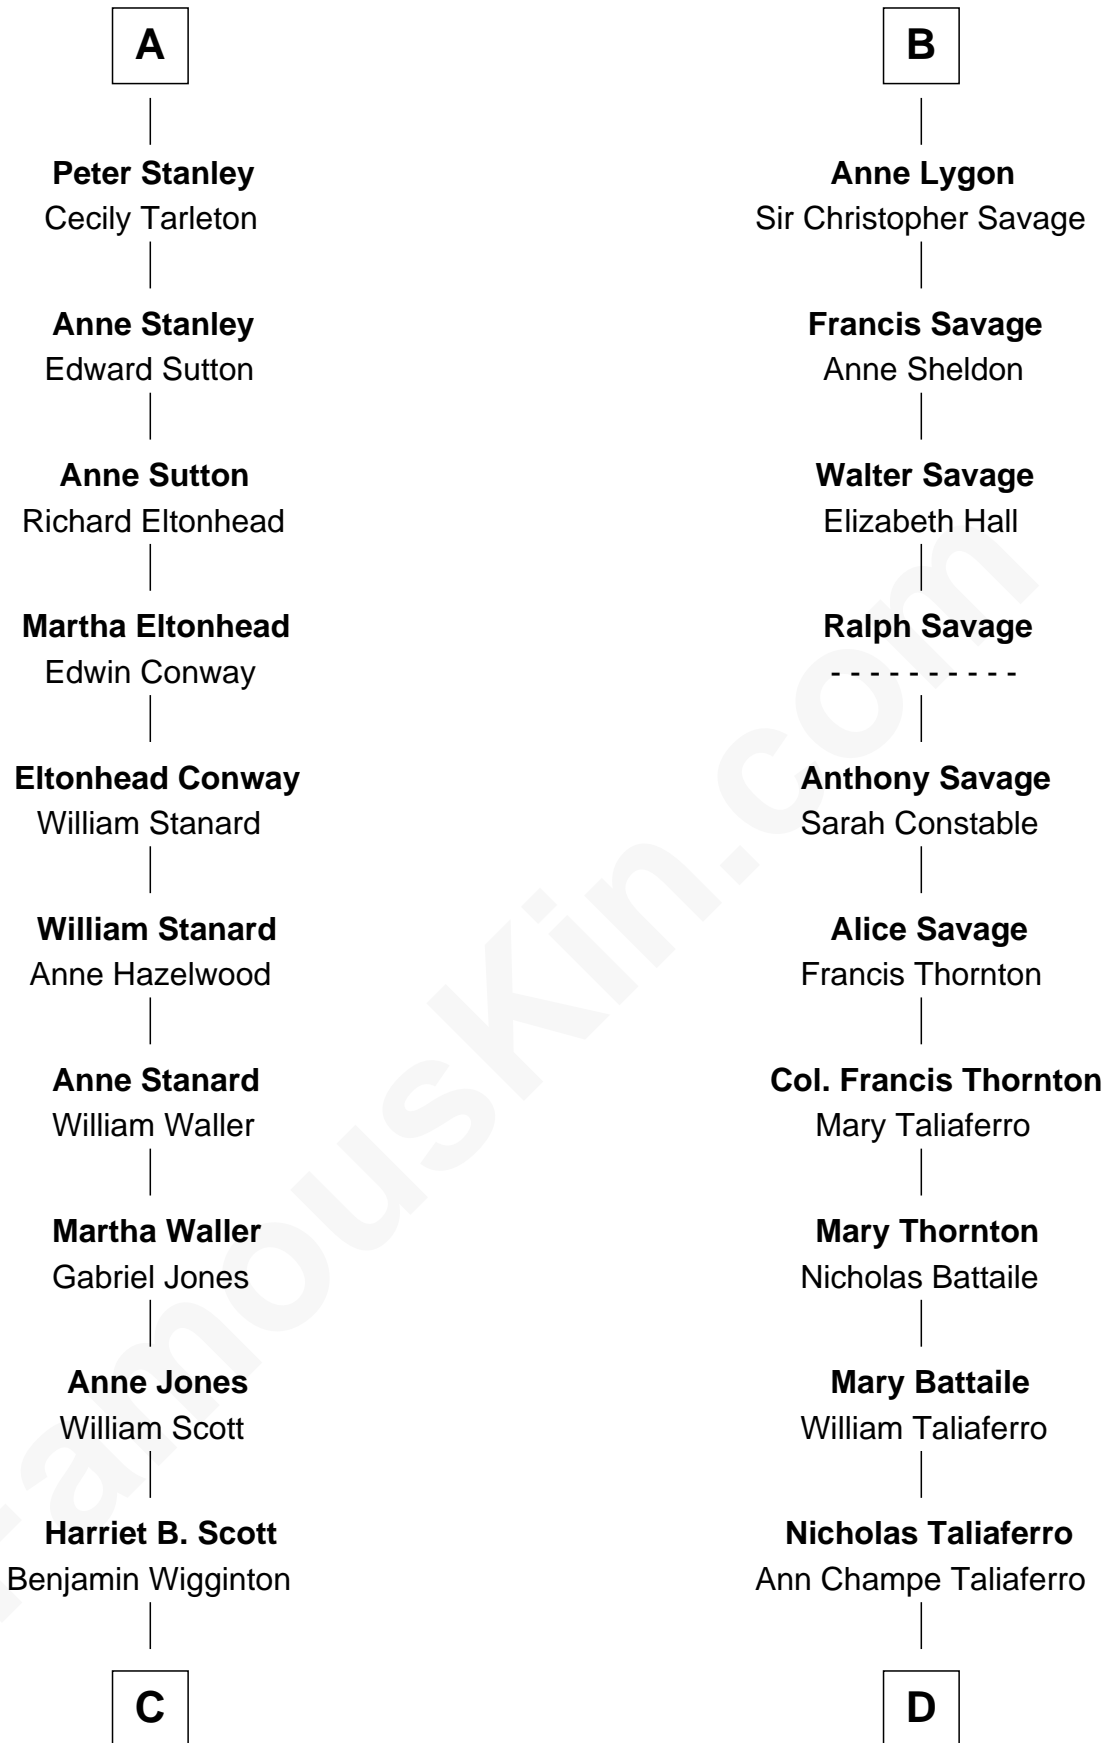 A
Peter Stanley
Cecily Tarleton
Anne Stanley
Edward Sutton
Anne Sutton
Richard Eltonhead
Martha Eltonhead
Edwin Conway
Eltonhead Conway
William Stanard
William Stanard
Anne Hazelwood
Anne Stanard
William Waller
Martha Waller
Gabriel Jones
Anne Jones
William Scott
Harriet B. Scott
Benjamin Wigginton
C
B
Anne Lygon
Sir Christopher Savage
Francis Savage
Anne Sheldon
Walter Savage
Elizabeth Hall
Ralph Savage
- - - - - - - - - -
Anthony Savage
Sarah Constable
Alice Savage
Francis Thornton
Col. Francis Thornton
Mary Taliaferro
Mary Thornton
Nicholas Battaile
Mary Battaile
William Taliaferro
Nicholas Taliaferro
Ann Champe Taliaferro
D
FamousKin.com